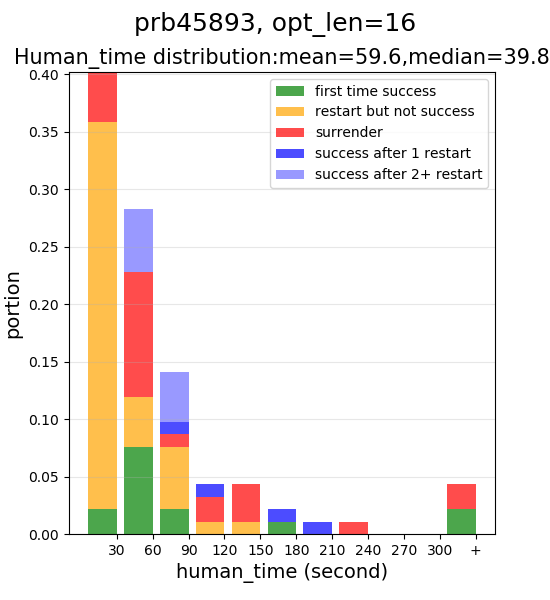 prb45893, opt_len=16
Human_time distribution:mean=59.6,median=39.8
0.40
0.35
0.30
0.25
0.20
0.15
0.10
0.05
0.00
portion
first time success
restart but not success
surrender
success after 1 restart
success after 2+ restart
30 60 90 120 150 180 210 240 270 300 +
human_time (second)